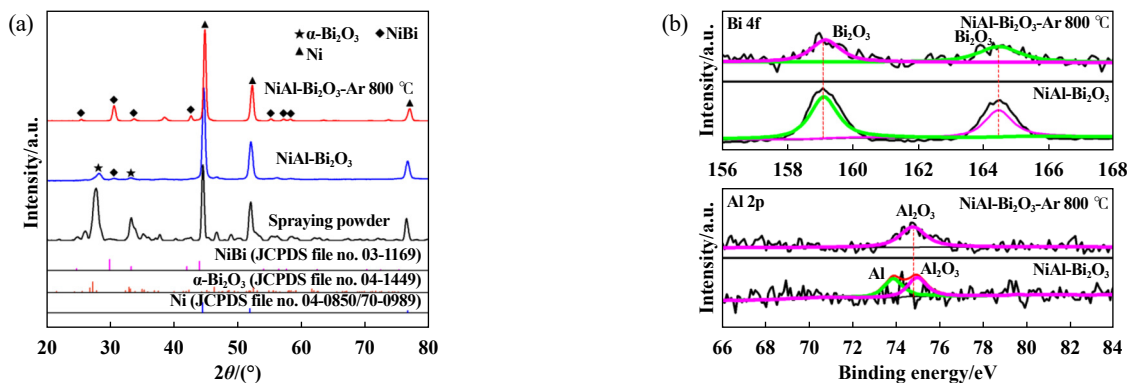 (a)
★ α-Bi₂O₃ ◆ NiBi
▲ Ni
NiAl-Bi₂O₃-Ar 800 ℃
NiAl-Bi₂O₃
Spraying powder
NiBi (JCPDS file no. 03-1169)
α-Bi₂O₃ (JCPDS file no. 04-1449)
Ni (JCPDS file no. 04-0850/70-0989)
20 30 40 50 60 70 80
2θ/(°)
Intensity/a.u.
(b)
Bi 4f
NiAl-Bi₂O₃-Ar 800 ℃
Bi₂O₃
Bi₂O₃
NiAl-Bi₂O₃
Intensity/a.u.
156 158 160 162 164 166 168
Al 2p
NiAl-Bi₂O₃-Ar 800 ℃
Al₂O₃
NiAl-Bi₂O₃
Al
Al₂O₃
Intensity/a.u.
66 68 70 72 74 76 78 80 82 84
Binding energy/eV